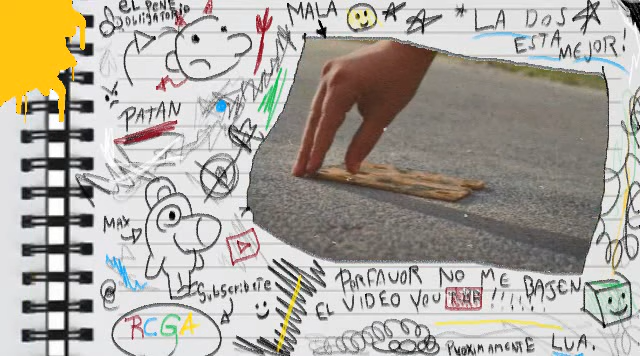 EL PENE
OBLIGATORIO
MALA
LA DOS
ESTA
MEJOR!
PATAN
MAX
Subscribete
RCGA
PORFAVOR NO ME BAJEN
EL VIDEO YOU
!!!!!
PROXIMAMENTE LUA.